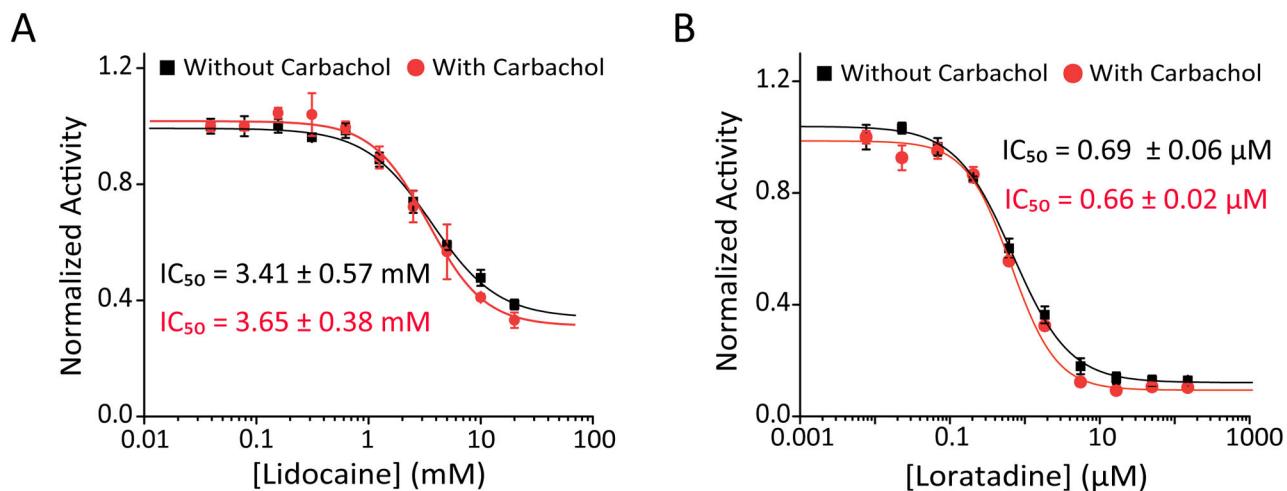 A
Without Carbachol With Carbachol
1.2
0.8
0.4
0.0
Normalized Activity
IC₅₀ = 3.41 ± 0.57 mM
IC₅₀ = 3.65 ± 0.38 mM
0.01 0.1 1 10 100
[Lidocaine] (mM)
B
Without Carbachol With Carbachol
1.2
0.8
0.4
0.0
Normalized Activity
IC₅₀ = 0.69 ± 0.06 µM
IC₅₀ = 0.66 ± 0.02 µM
0.001 0.1 10 1000
[Loratadine] (µM)